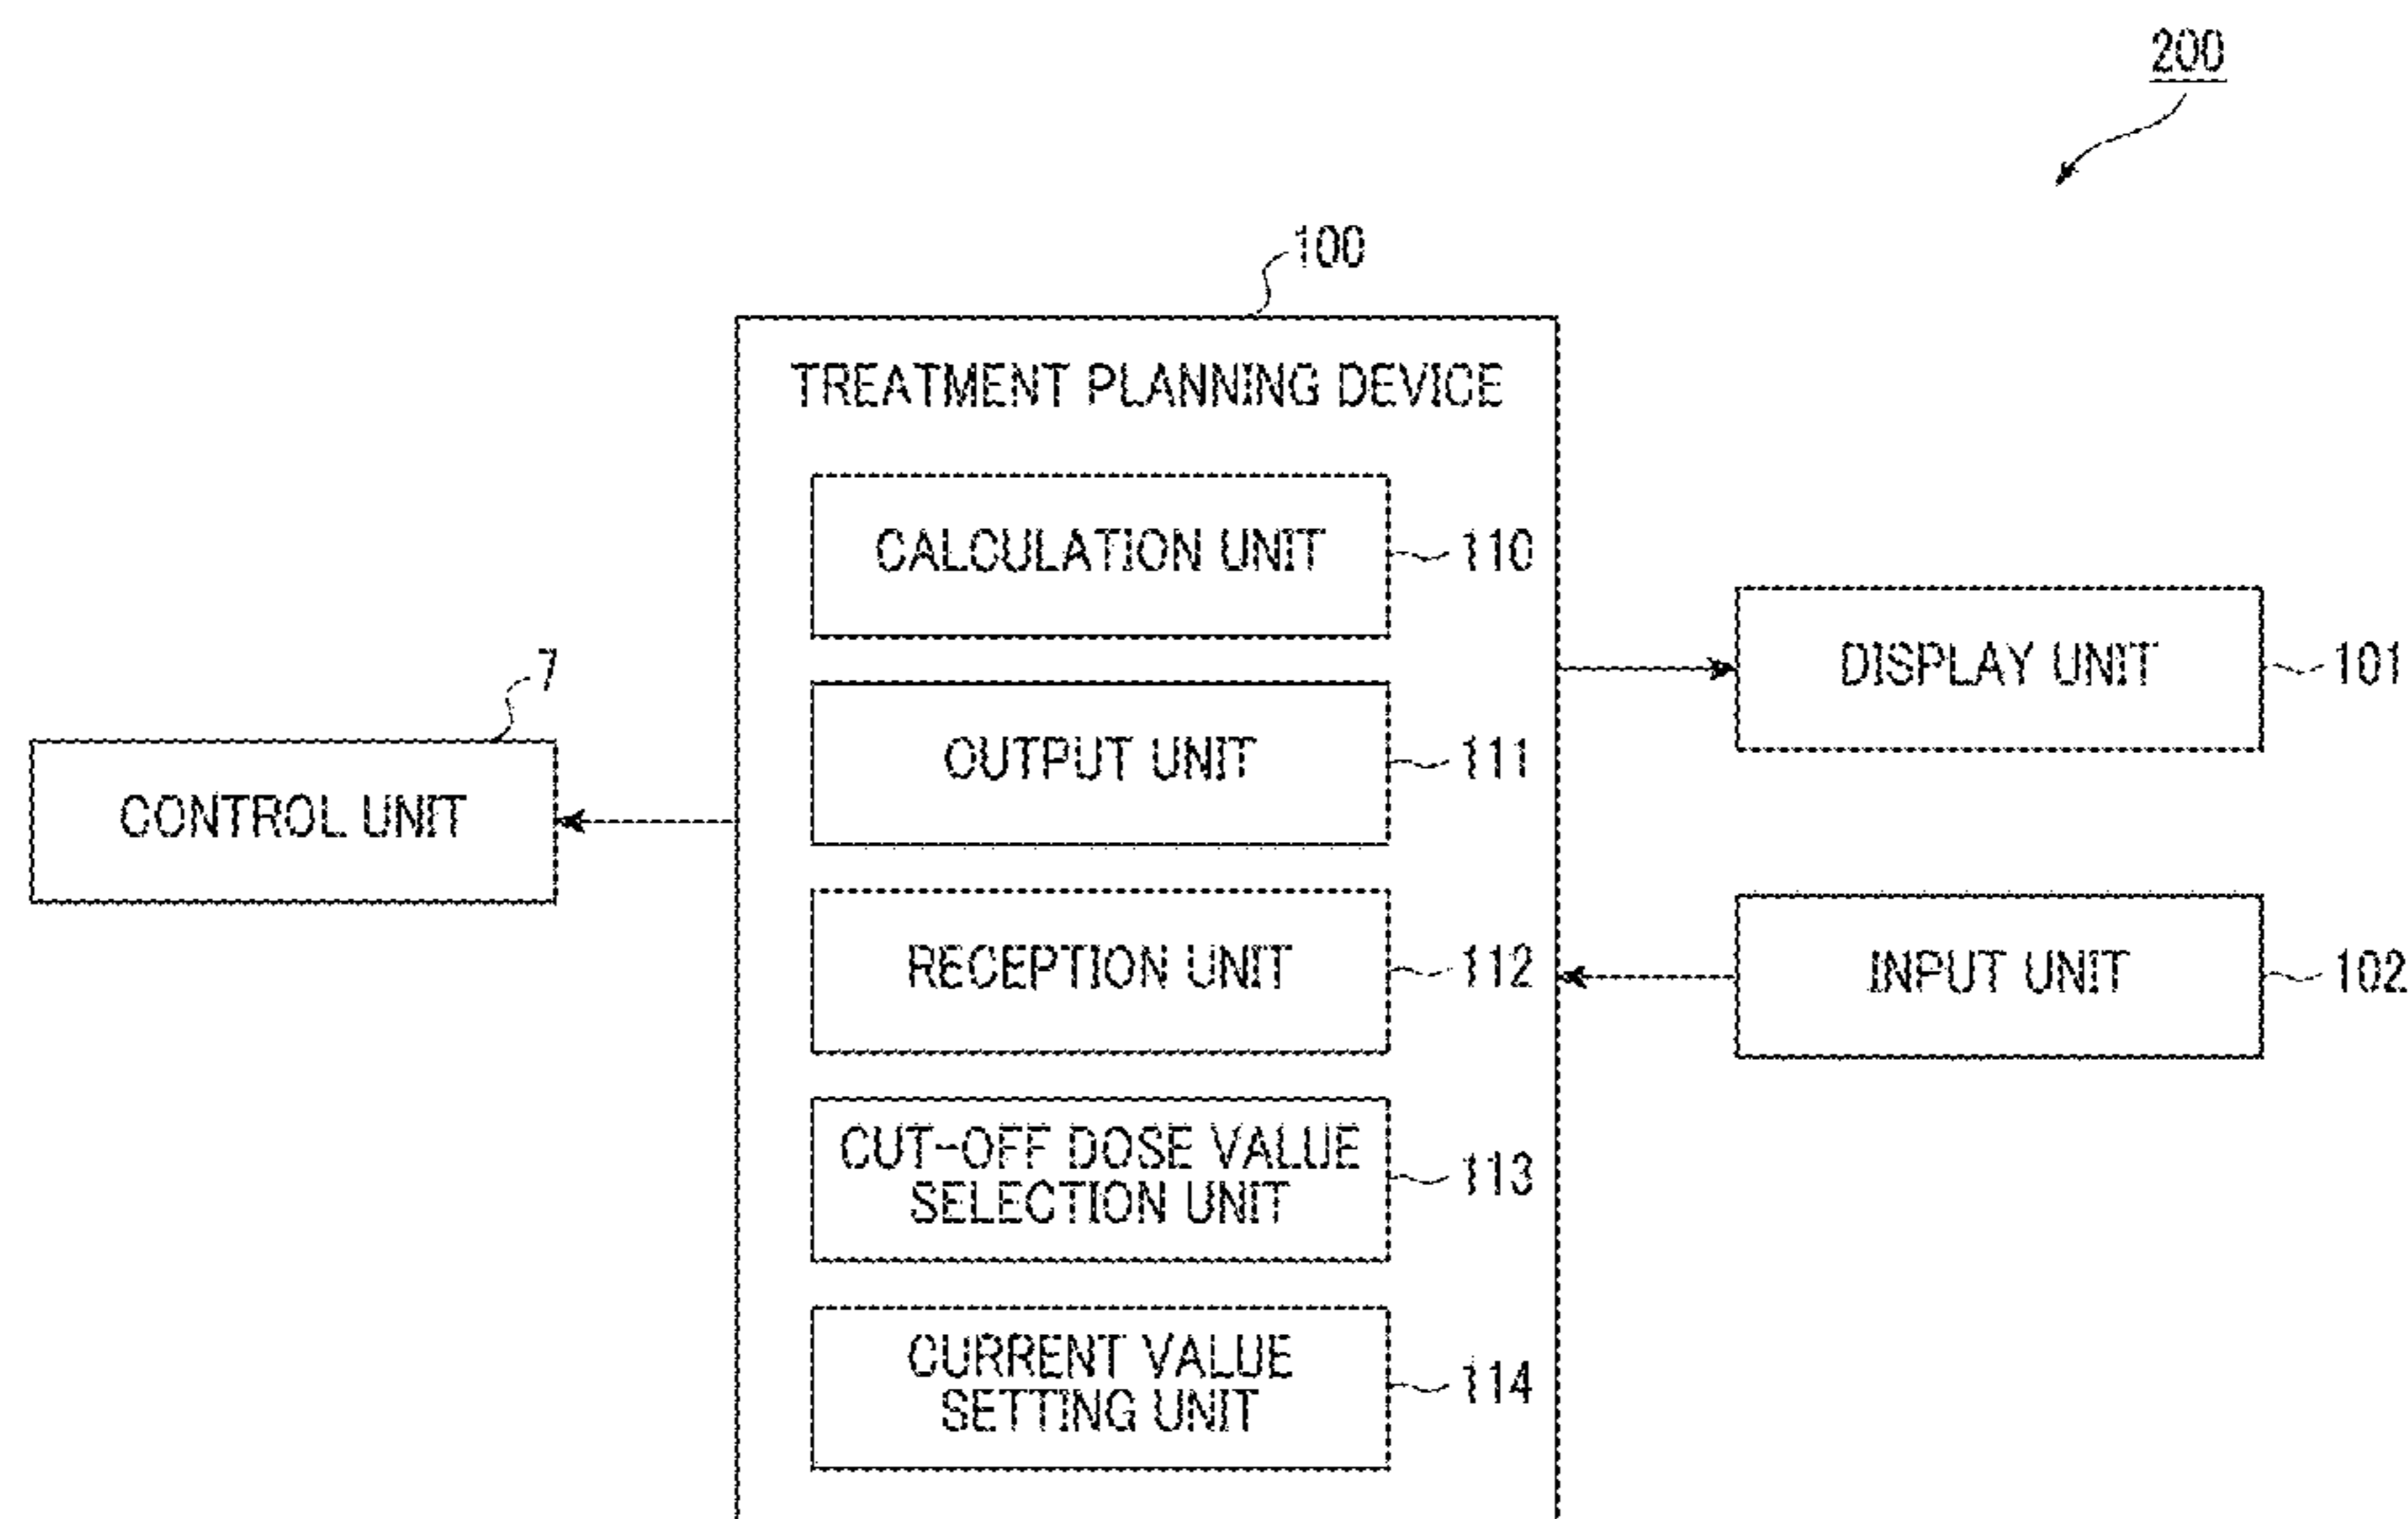 200
100
TREATMENT PLANNING DEVICE
CALCULATION UNIT
110
DISPLAY UNIT
101
7
CONTROL UNIT
OUTPUT UNIT
111
RECEPTION UNIT
112
INPUT UNIT
102
CUT-OFF DOSE VALUE
SELECTION UNIT
113
CURRENT VALUE
SETTING UNIT
114